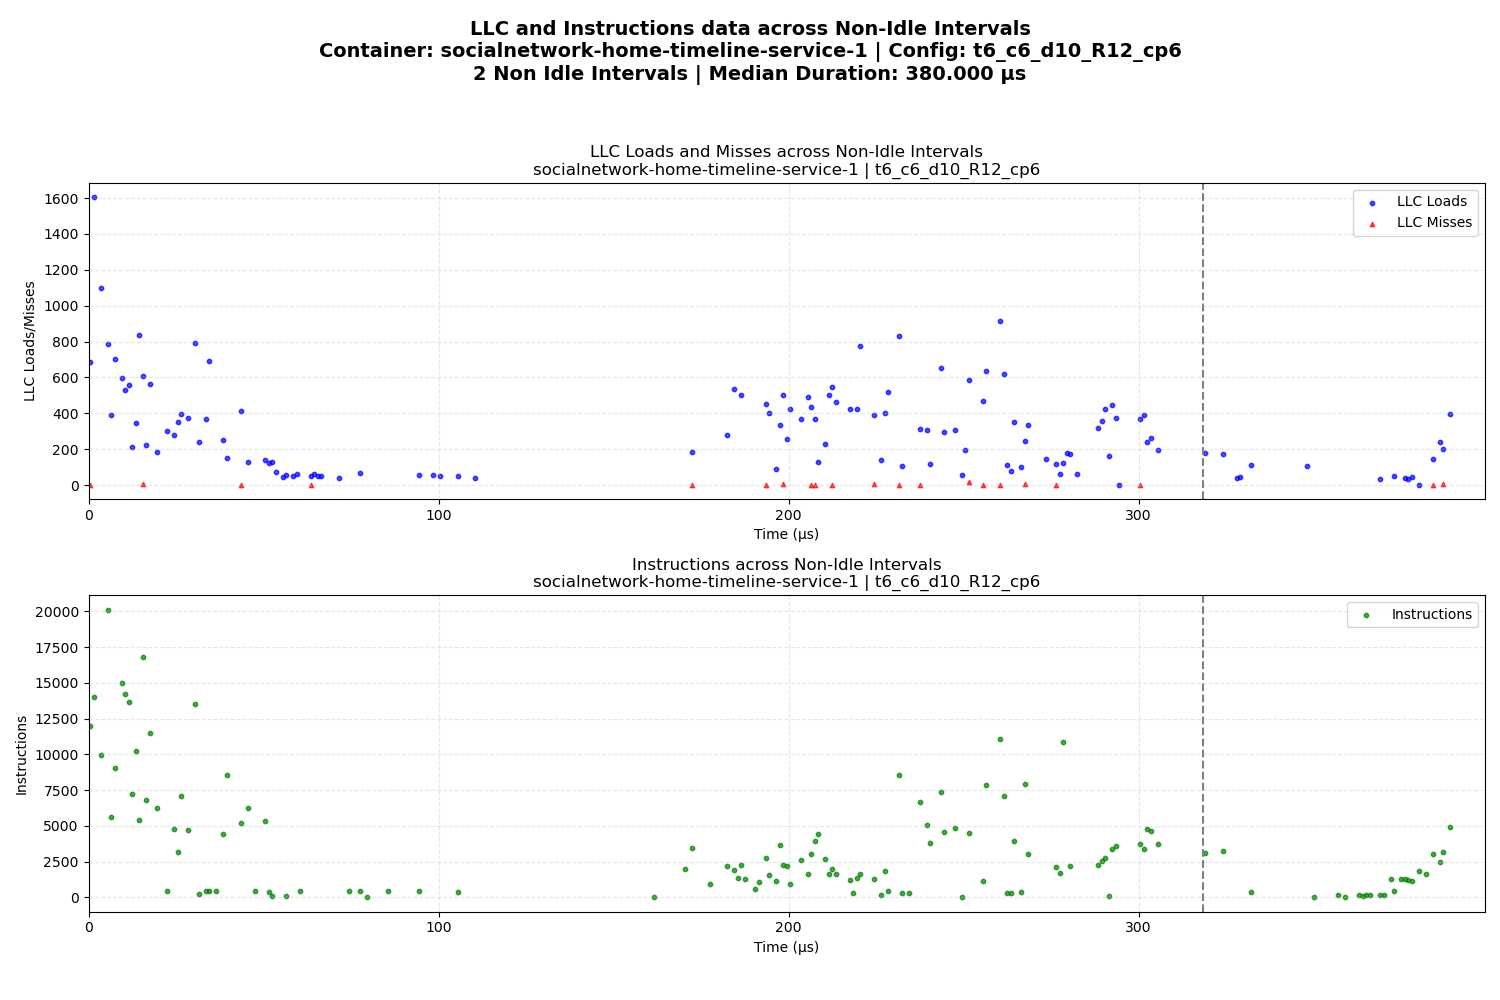 LLC and Instructions data across Non-Idle Intervals
Container: socialnetwork-home-timeline-service-1 | Config: t6_c6_d10_R12_cp6
2 Non Idle Intervals | Median Duration: 380.000 µs
LLC Loads and Misses across Non-Idle Intervals
socialnetwork-home-timeline-service-1 | t6_c6_d10_R12_cp6
LLC Loads/Misses
1600
1400
1200
1000
800
600
400
200
0
LLC Loads
LLC Misses
0 100 200 300
Time (µs)
Instructions across Non-Idle Intervals
socialnetwork-home-timeline-service-1 | t6_c6_d10_R12_cp6
Instructions
20000
17500
15000
12500
10000
7500
5000
2500
0
Instructions
0 100 200 300
Time (µs)